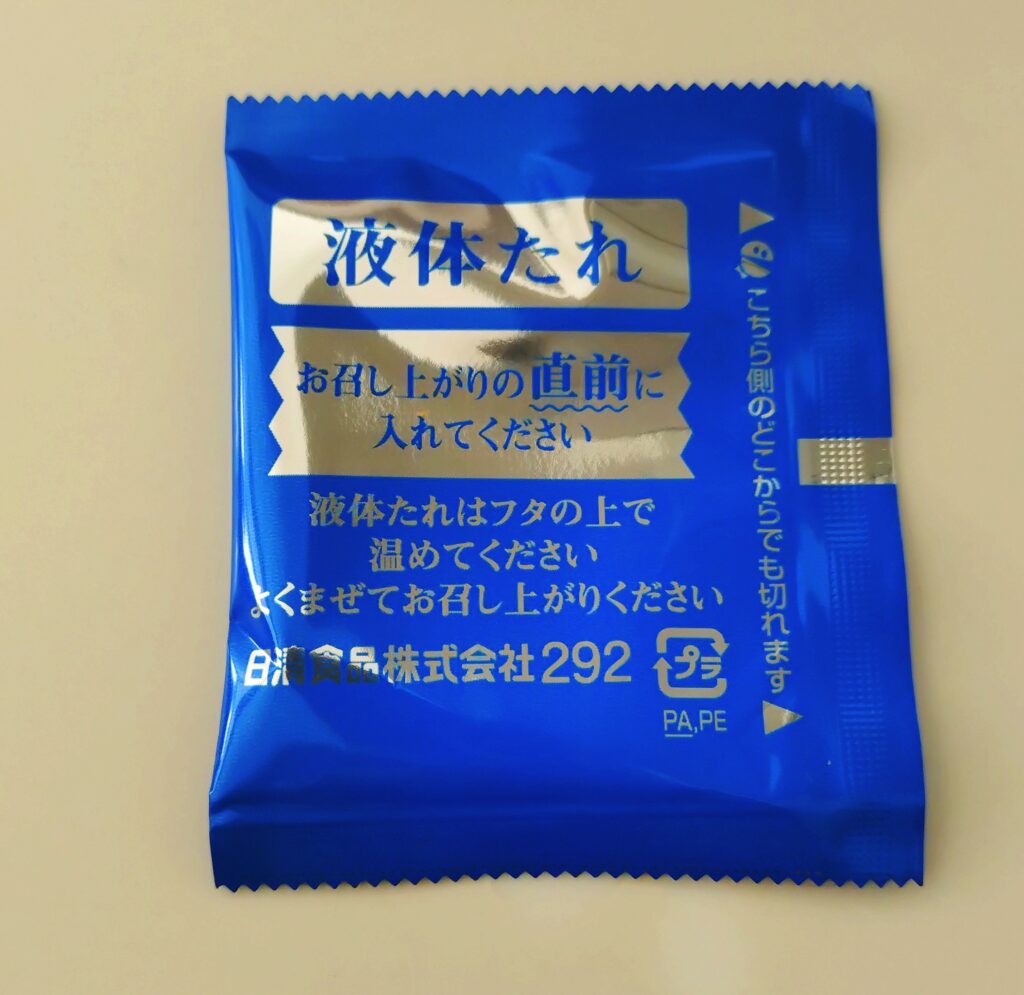 液体たれ
お召し上がりの直前に
入れてください
液体たれはフタの上で
温めてください
よくまぜてお召し上がりください
日清食品株式会社292
プラ
PA,PE
こちら側のどこからでも切れます